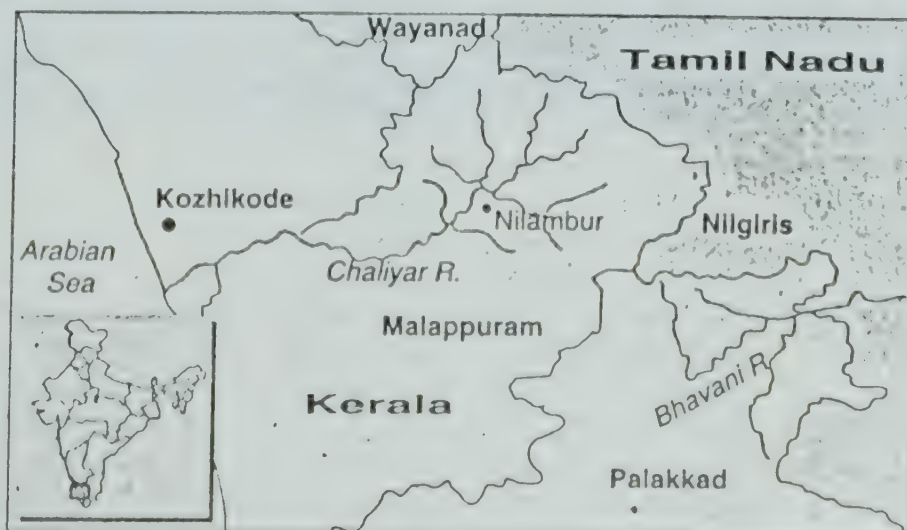 Wayanad
Tamil Nadu
Kozhikode
Nilambur
Nilgiris
Arabian
Sea
Chaliyar R.
Malappuram
Kerala
Bhavani R
Palakkad